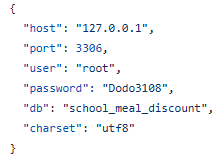 {
"host": "127.0.0.1",
"port": 3306,
"user": "root",
"password": "Dodo3108",
"db": "school_meal_discount",
"charset": "utf8"
}